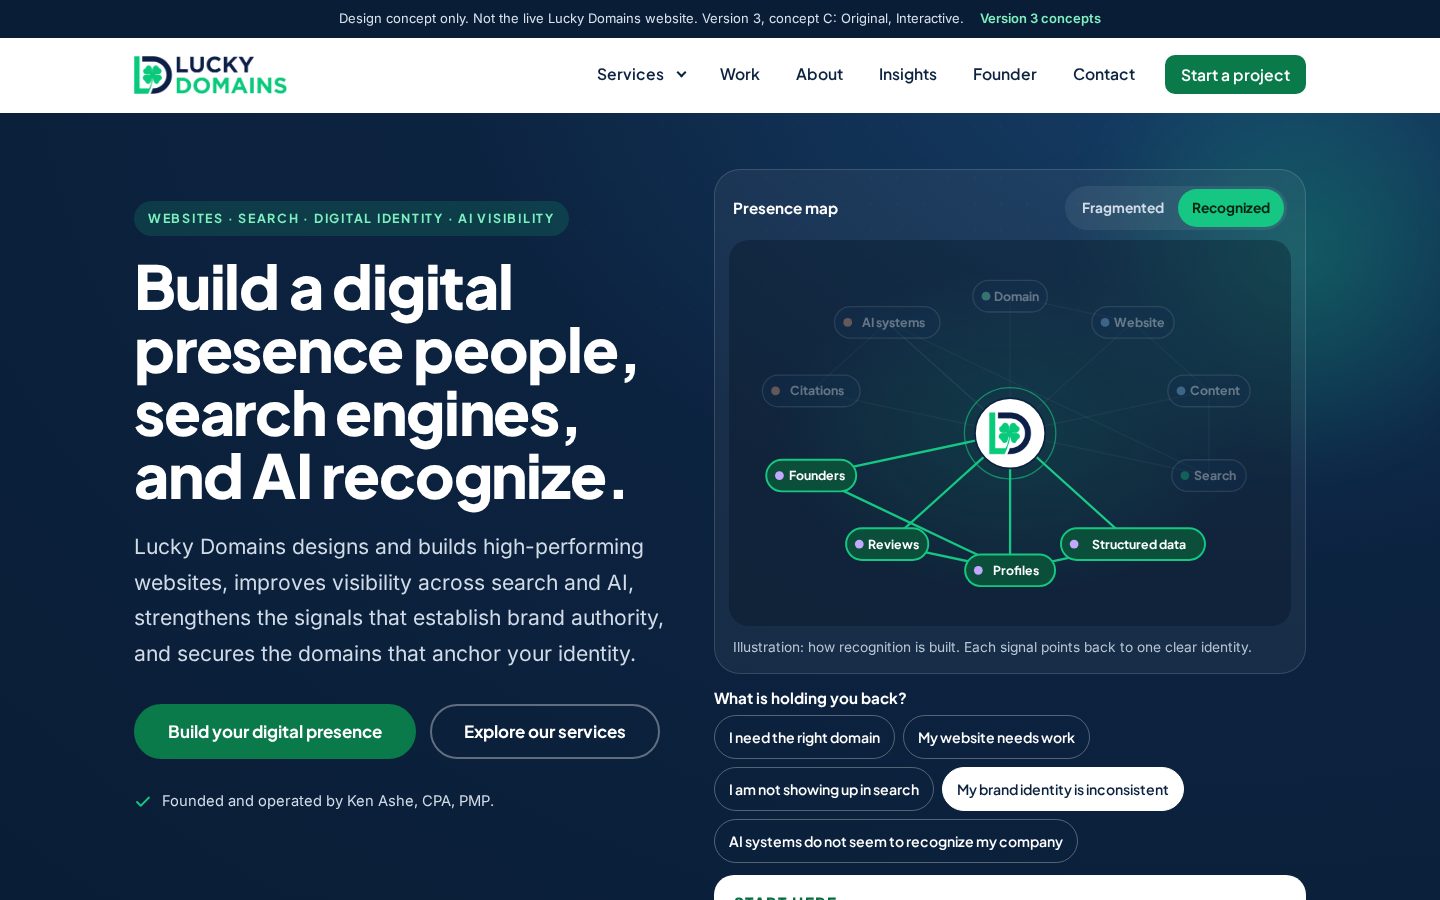 Design concept only. Not the live Lucky Domains website. Version 3, concept C: Original, Interactive. Version 3 concepts
LUCKY
DOMAINS
Services Work About Insights Founder Contact Start a project
WEBSITES · SEARCH · DIGITAL IDENTITY · AI VISIBILITY
Build a digital
presence people,
search engines,
and AI recognize.
Lucky Domains designs and builds high-performing
websites, improves visibility across search and AI,
strengthens the signals that establish brand authority,
and secures the domains that anchor your identity.
Build your digital presence Explore our services
Founded and operated by Ken Ashe, CPA, PMP.
Presence map Fragmented Recognized
Domain
AI systems Website
Citations Content
Founders Search
Reviews Structured data
Profiles
Illustration: how recognition is built. Each signal points back to one clear identity.
What is holding you back?
I need the right domain My website needs work
I am not showing up in search My brand identity is inconsistent
AI systems do not seem to recognize my company
START HERE